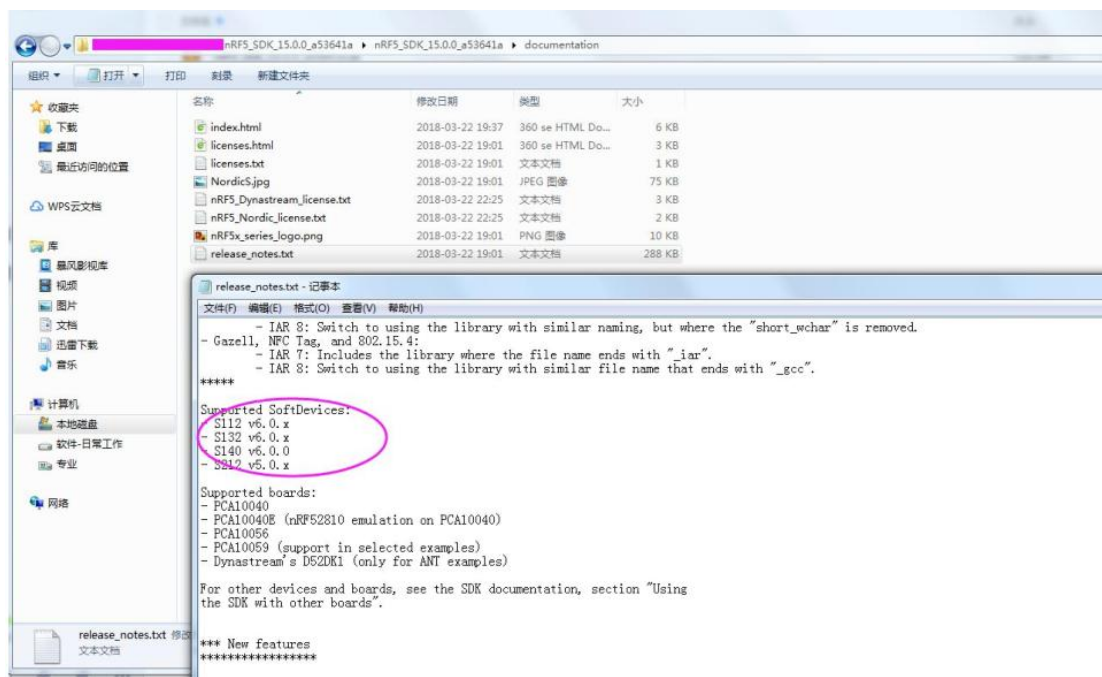 nRF5_SDK_15.0.0_a53641a ▸ nRF5_SDK_15.0.0_a53641a ▸ documentation
组织 打开 打印 刻录 新建文件夹
收藏夹
下载
桌面
最近访问的位置
WPS云文档
库
暴风影视库
视频
图片
文档
迅雷下载
音乐
计算机
本地磁盘
软件-日常工作
专业
网络
名称 修改日期 类型 大小
index.html 2018-03-22 19:37 360 se HTML Do... 6 KB
licenses.html 2018-03-22 19:01 360 se HTML Do... 3 KB
licenses.txt 2018-03-22 19:01 文本文档 1 KB
NordicS.jpg 2018-03-22 19:01 JPEG 图像 75 KB
nRF5_Dynastream_license.txt 2018-03-22 22:25 文本文档 3 KB
nRF5_Nordic_license.txt 2018-03-22 22:25 文本文档 2 KB
nRF5x_series_logo.png 2018-03-22 19:01 PNG 图像 10 KB
release_notes.txt 2018-03-22 19:01 文本文档 288 KB
release_notes.txt - 记事本
文件(F) 编辑(E) 格式(O) 查看(V) 帮助(H)
- IAR 8: Switch to using the library with similar naming, but where the "short_wchar" is removed.
- Gazell, NFC Tag, and 802.15.4:
- IAR 7: Includes the library where the file name ends with "_iar".
- IAR 8: Switch to using the library with similar file name that ends with "_gcc".
*****
Supported SoftDevices:
- S112 v6.0.x
- S132 v6.0.x
- S140 v6.0.0
- S212 v5.0.x
Supported boards:
- PCA10040
- PCA10040E (nRF52810 emulation on PCA10040)
- PCA10056
- PCA10059 (support in selected examples)
- Dynastream's D52DK1 (only for ANT examples)
For other devices and boards, see the SDK documentation, section "Using
the SDK with other boards".
*** New features
*****************
release_notes.txt 修改
文本文档